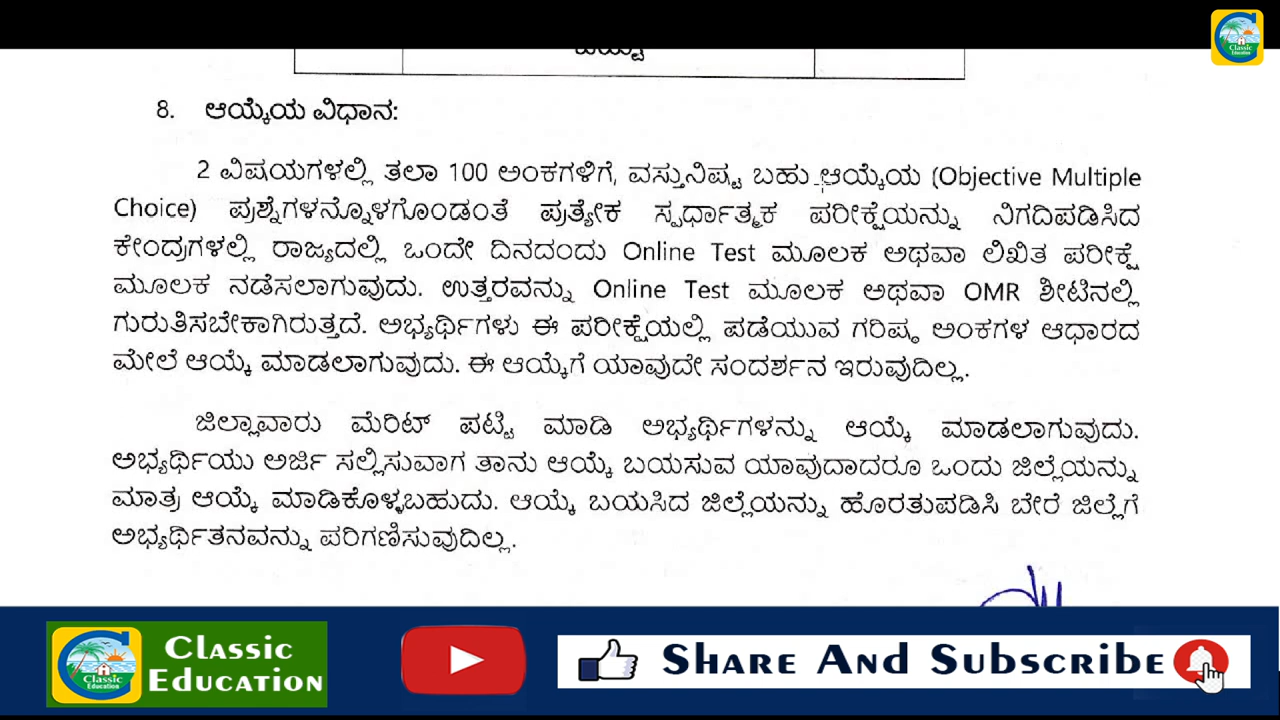 Classic
Education
8. ಆಯ್ಕೆಯ ವಿಧಾನ:
2 ವಿಷಯಗಳಲ್ಲಿ ತಲಾ 100 ಅಂಕಗಳಿಗೆ, ವಸ್ತುನಿಷ್ಟ ಬಹು ಆಯ್ಕೆಯ (Objective Multiple
Choice) ಪ್ರಶ್ನೆಗಳನ್ನೊಳಗೊಂಡಂತೆ ಪ್ರತ್ಯೇಕ ಸ್ಪರ್ಧಾತ್ಮಕ ಪರೀಕ್ಷೆಯನ್ನು ನಿಗದಿಪಡಿಸಿದ
ಕೇಂದ್ರಗಳಲ್ಲಿ ರಾಜ್ಯದಲ್ಲಿ ಒಂದೇ ದಿನದಂದು Online Test ಮೂಲಕ ಅಥವಾ ಲಿಖಿತ ಪರೀಕ್ಷೆ
ಮೂಲಕ ನಡೆಸಲಾಗುವುದು. ಉತ್ತರವನ್ನು Online Test ಮೂಲಕ ಅಥವಾ OMR ಶೀಟಿನಲ್ಲಿ
ಗುರುತಿಸಬೇಕಾಗಿರುತ್ತದೆ. ಅಭ್ಯರ್ಥಿಗಳು ಈ ಪರೀಕ್ಷೆಯಲ್ಲಿ ಪಡೆಯುವ ಗರಿಷ್ಠ ಅಂಕಗಳ ಆಧಾರದ
ಮೇಲೆ ಆಯ್ಕೆ ಮಾಡಲಾಗುವುದು. ಈ ಆಯ್ಕೆಗೆ ಯಾವುದೇ ಸಂದರ್ಶನ ಇರುವುದಿಲ್ಲ.
ಜಿಲ್ಲಾವಾರು ಮೆರಿಟ್ ಪಟ್ಟಿ ಮಾಡಿ ಅಭ್ಯರ್ಥಿಗಳನ್ನು ಆಯ್ಕೆ ಮಾಡಲಾಗುವುದು.
ಅಭ್ಯರ್ಥಿಯು ಅರ್ಜಿ ಸಲ್ಲಿಸುವಾಗ ತಾನು ಆಯ್ಕೆ ಬಯಸುವ ಯಾವುದಾದರೂ ಒಂದು ಜಿಲ್ಲೆಯನ್ನು
ಮಾತ್ರ ಆಯ್ಕೆ ಮಾಡಿಕೊಳ್ಳಬಹುದು. ಆಯ್ಕೆ ಬಯಸಿದ ಜಿಲ್ಲೆಯನ್ನು ಹೊರತುಪಡಿಸಿ ಬೇರೆ ಜಿಲ್ಲೆಗೆ
ಅಭ್ಯರ್ಥಿತನವನ್ನು ಪರಿಗಣಿಸುವುದಿಲ್ಲ.
Classic
Education
Classic
Education
Share And Subscribe